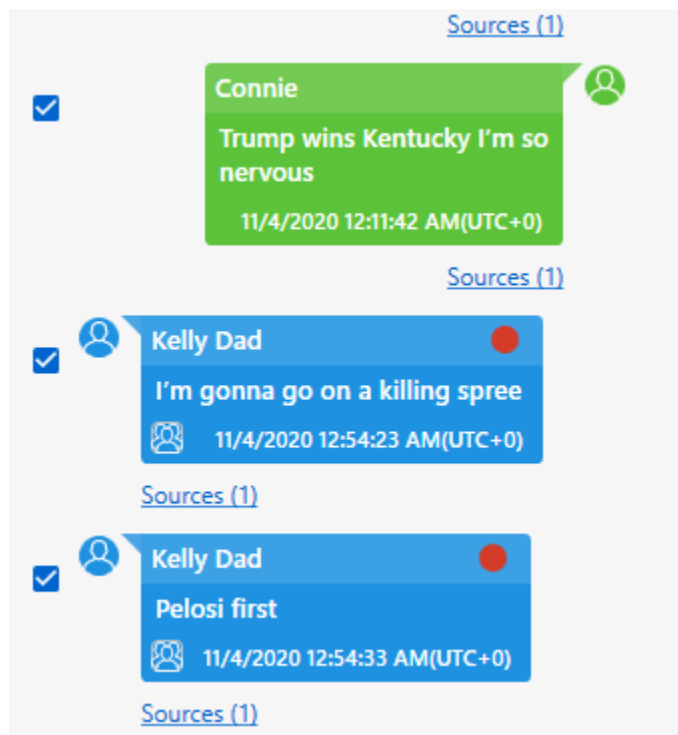 Sources (1)
Connie
Trump wins Kentucky I'm so
nervous
11/4/2020 12:11:42 AM(UTC+0)
Sources (1)
Kelly Dad
I'm gonna go on a killing spree
11/4/2020 12:54:23 AM(UTC+0)
Sources (1)
Kelly Dad
Pelosi first
11/4/2020 12:54:33 AM(UTC+0)
Sources (1)